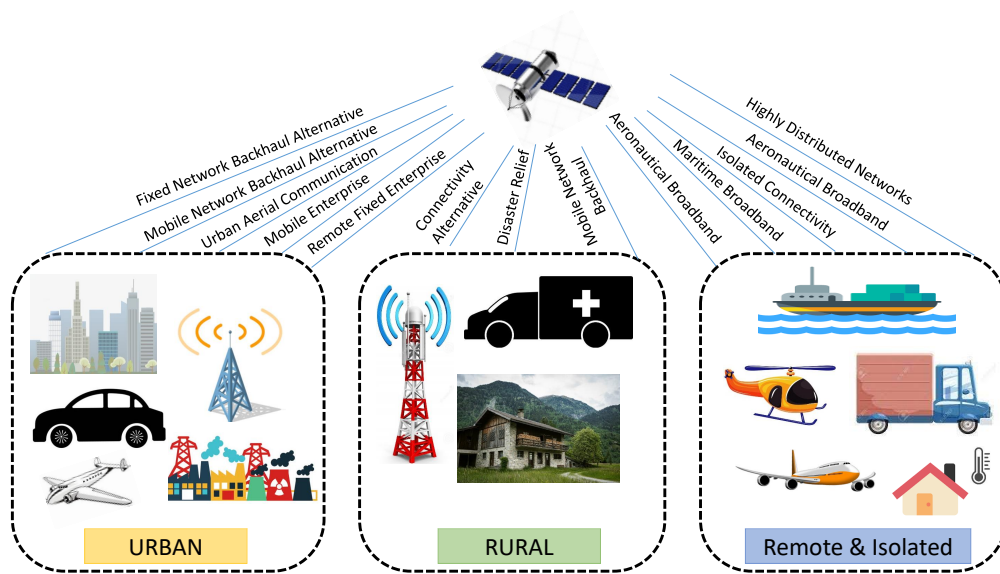 Fixed Network Backhaul Alternative
Mobile Network Backhaul Alternative
Urban Aerial Communication
Mobile Enterprise
Remote Fixed Enterprise
Connectivity
Alternative
Disaster Relief
Mobile Network
Backhaul
Aeronautical Broadband
Maritime Broadband
Isolated Connectivity
Aeronautical Broadband
Highly Distributed Networks
URBAN
RURAL
Remote & Isolated